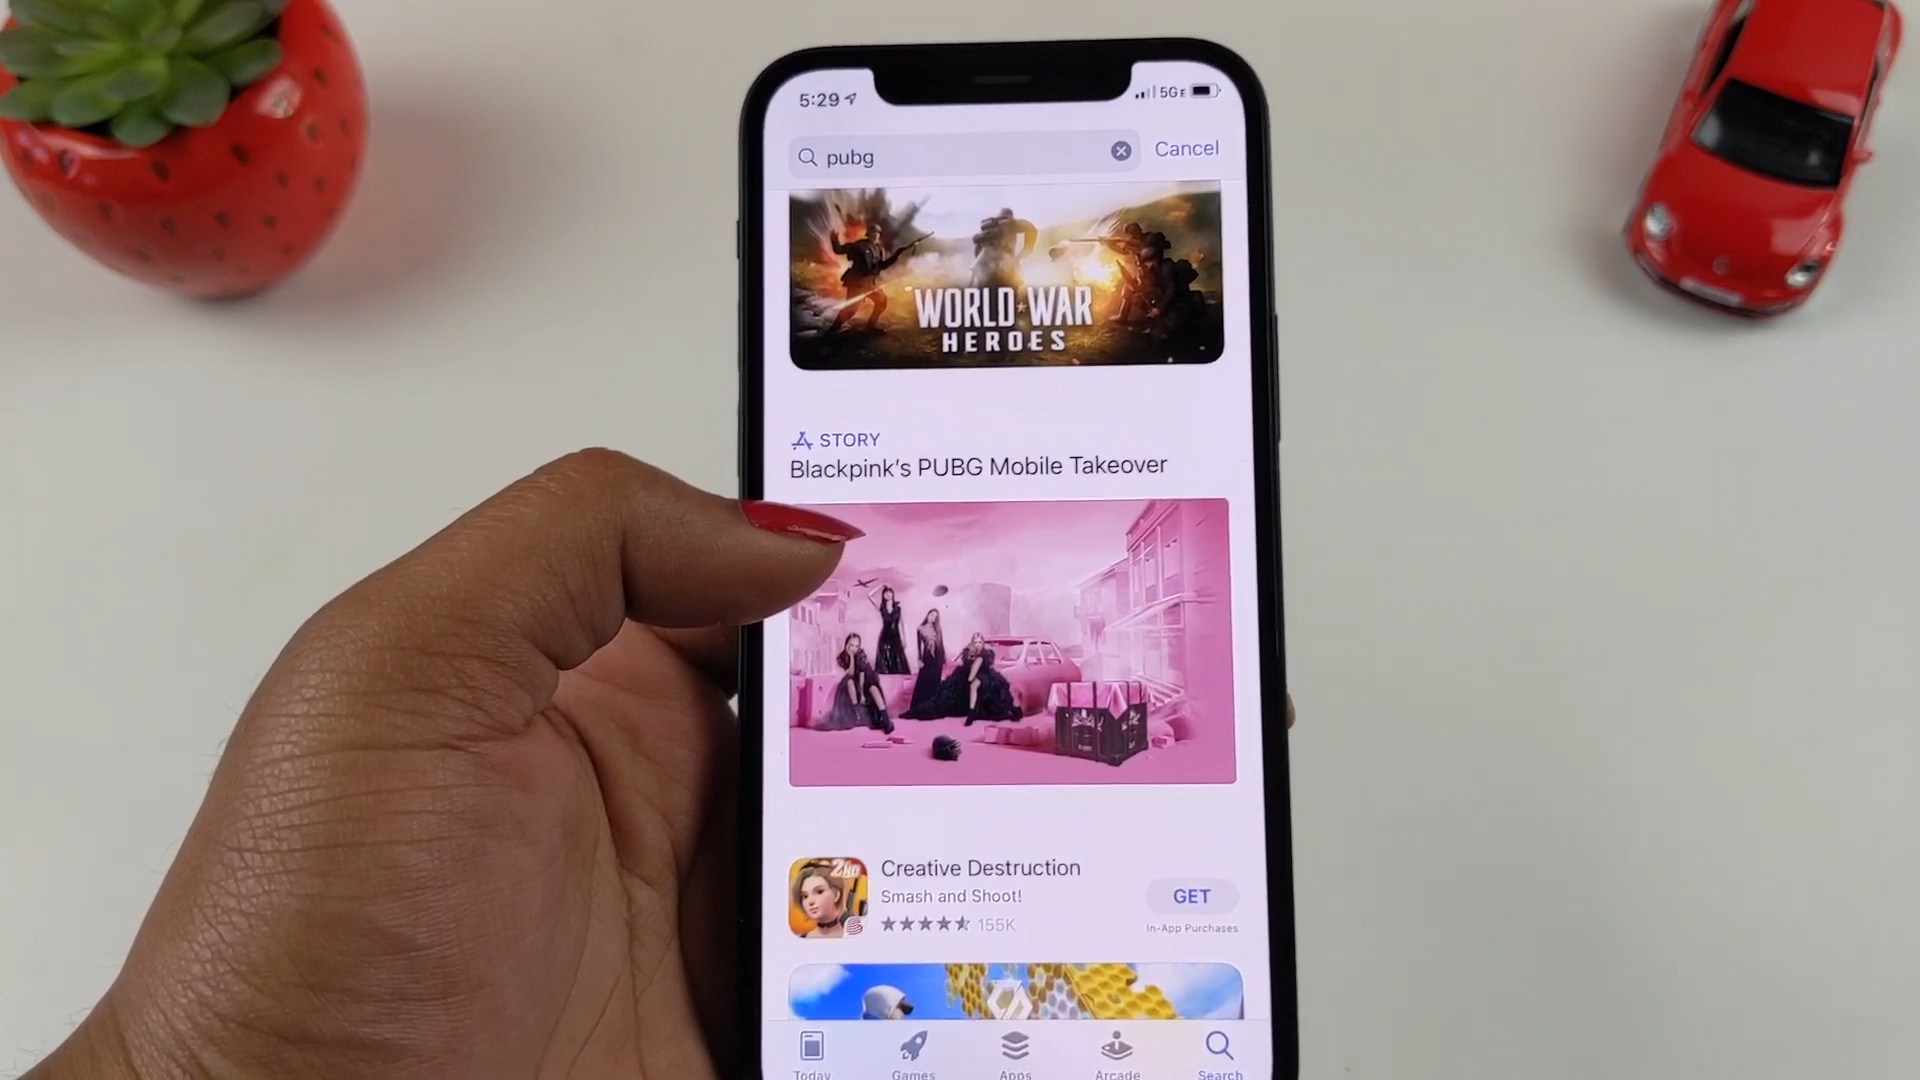 5:29
5GE
pubg
Cancel
WORLD WAR
HEROES
STORY
Blackpink's PUBG Mobile Takeover
Creative Destruction
Smash and Shoot!
GET
155K
In-App Purchases
Today
Games
Apps
Arcade
Search